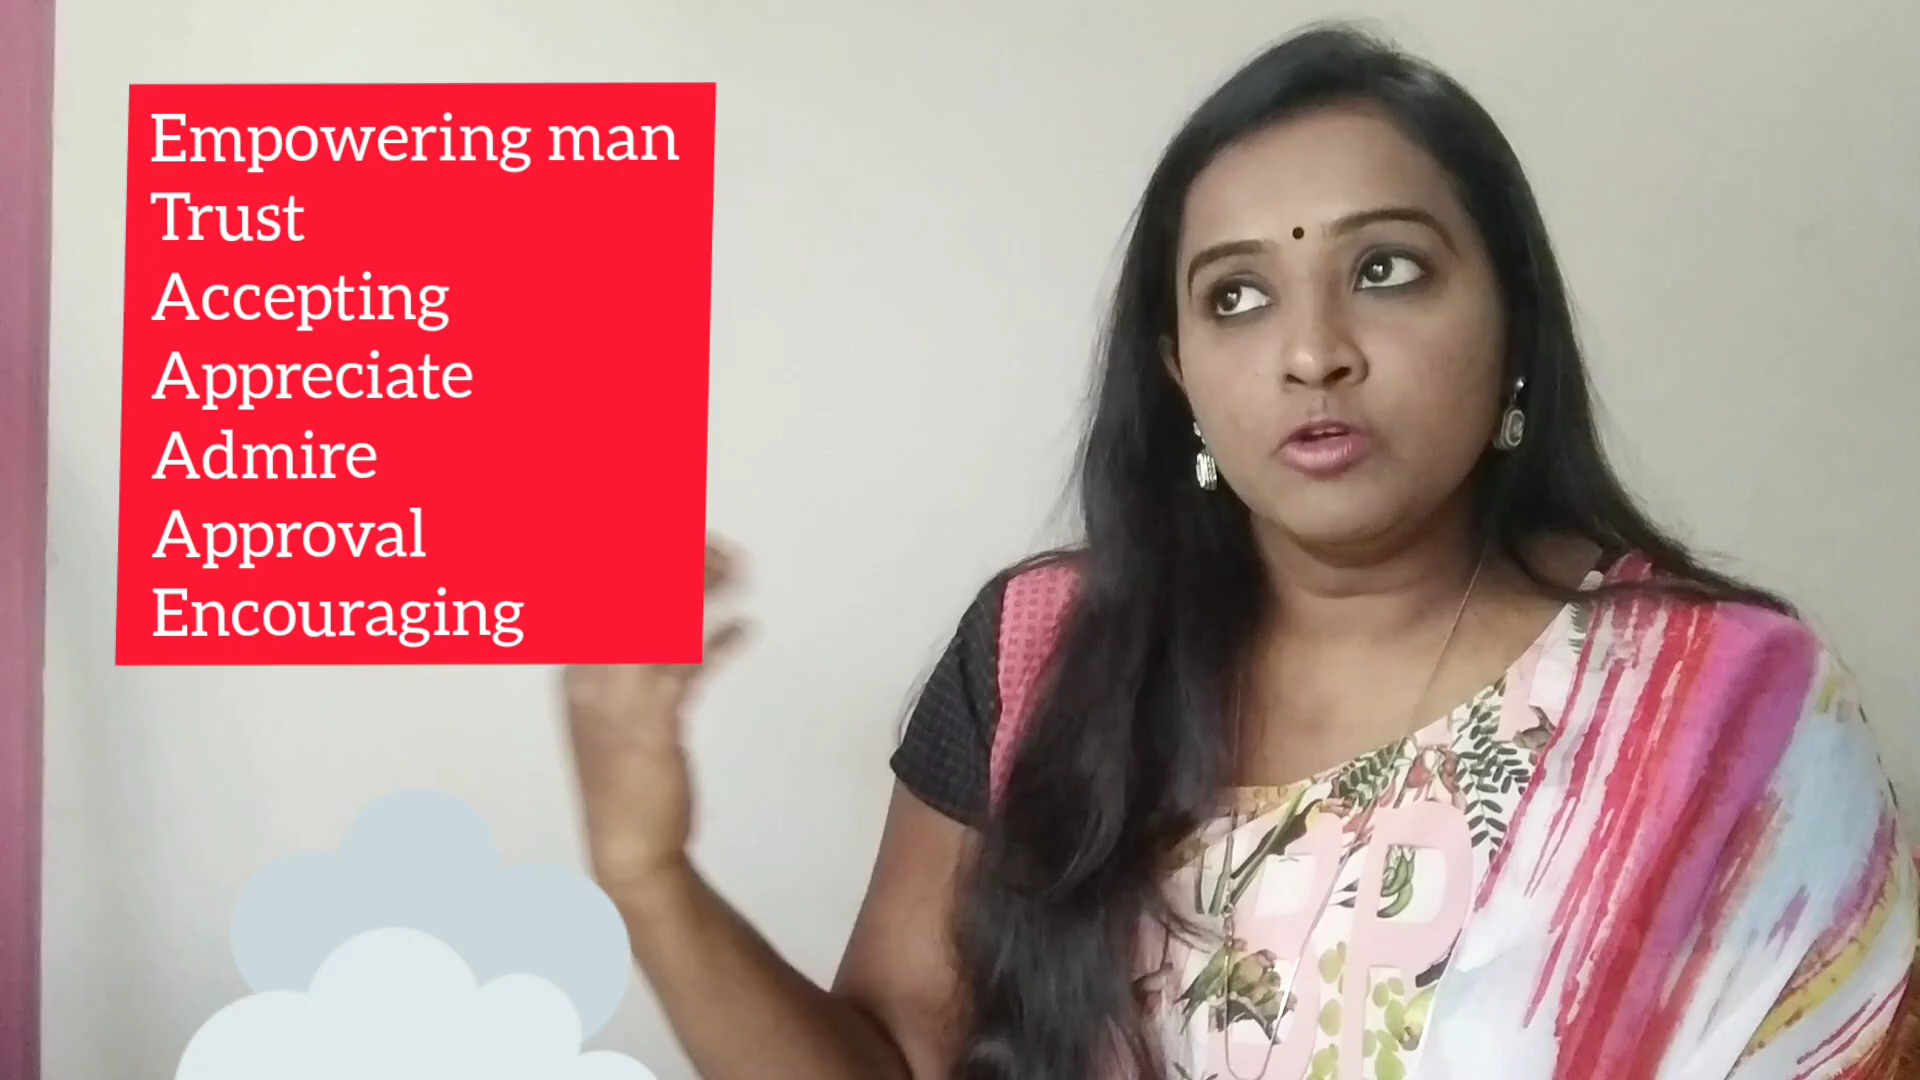 Empowering man
Trust
Accepting
Appreciate
Admire
Approval
Encouraging